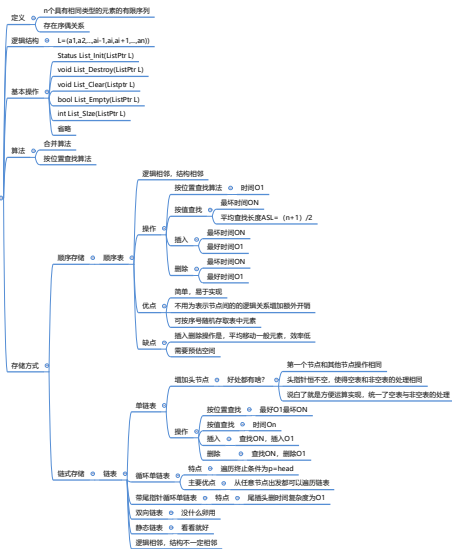 定义
n个具有相同类型的元素的有限序列
存在序偶关系
逻辑结构
L=(a1,a2,..,ai-1,ai,ai+1,..,an))
基本操作
Status List_Init(ListPtr L)
void List_Destroy(ListPtr L)
void List_Clear(Listptr L)
bool List_Empty(ListPtr L)
int List_Size(ListPtr L)
省略
算法
合并算法
按位置查找算法
存储方式
顺序存储
顺序表
逻辑相邻，结构相邻
操作
按位置查找算法
时间O1
按值查找
最坏时间ON
平均查找长度ASL=（n+1）/2
插入
最坏时间ON
最好时间O1
删除
最坏时间ON
最好时间O1
优点
简单，易于实现
不用为表示节点间的的逻辑关系增加额外开销
可按序号随机存取表中元素
缺点
插入删除操作是，平均移动一般元素，效率低
需要预估空间
链式存储
链表
单链表
增加头节点
好处都有啥？
第一个节点和其他节点操作相同
头指针恒不空，使得空表和非空表的处理相同
说白了就是方便运算实现，统一了空表与非空表的处理
操作
按位置查找
最好O1最坏ON
按值查找
时间On
插入
查找ON，插入O1
删除
查找ON，删除O1
循环单链表
特点
遍历终止条件为p=head
主要优点
从任意节点出发都可以遍历链表
带尾指针循环单链表
特点
尾插头删时间复杂度为O1
双向链表
没什么卵用
静态链表
看看就好
逻辑相邻，结构不一定相邻